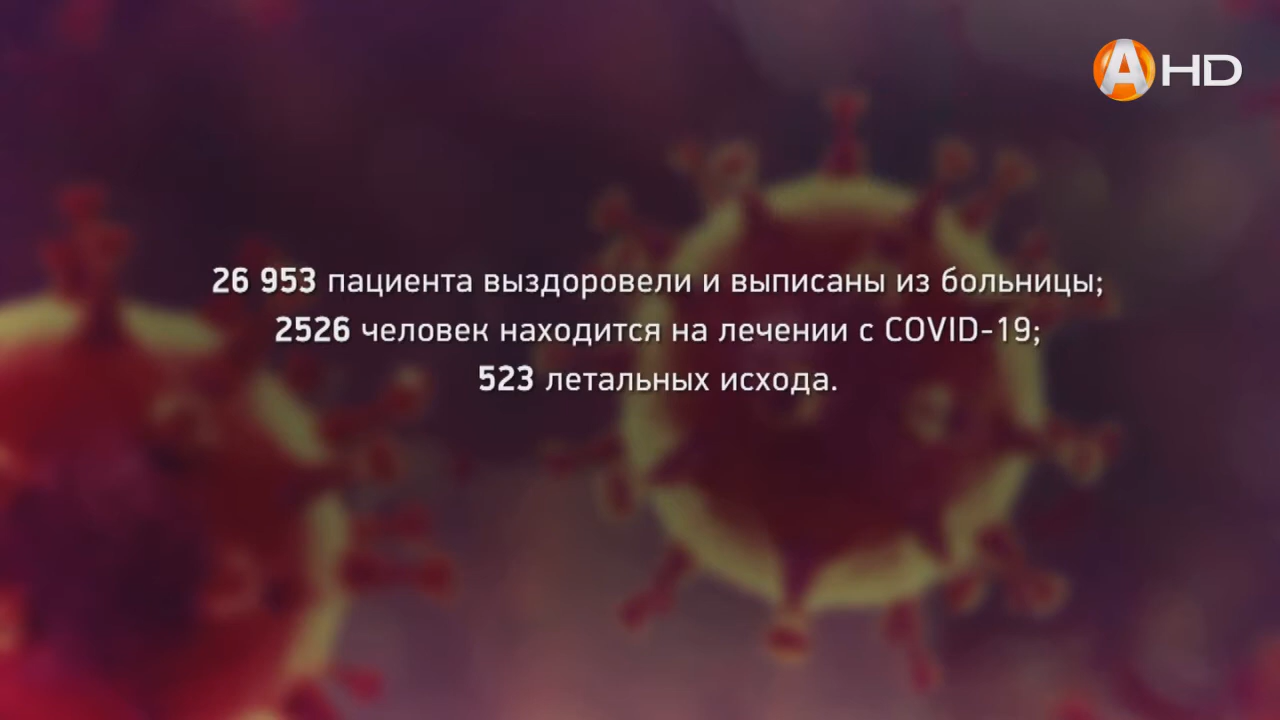 A HD
26 953 пациента выздоровели и выписаны из больницы;
2526 человек находится на лечении с COVID-19;
523 летальных исхода.